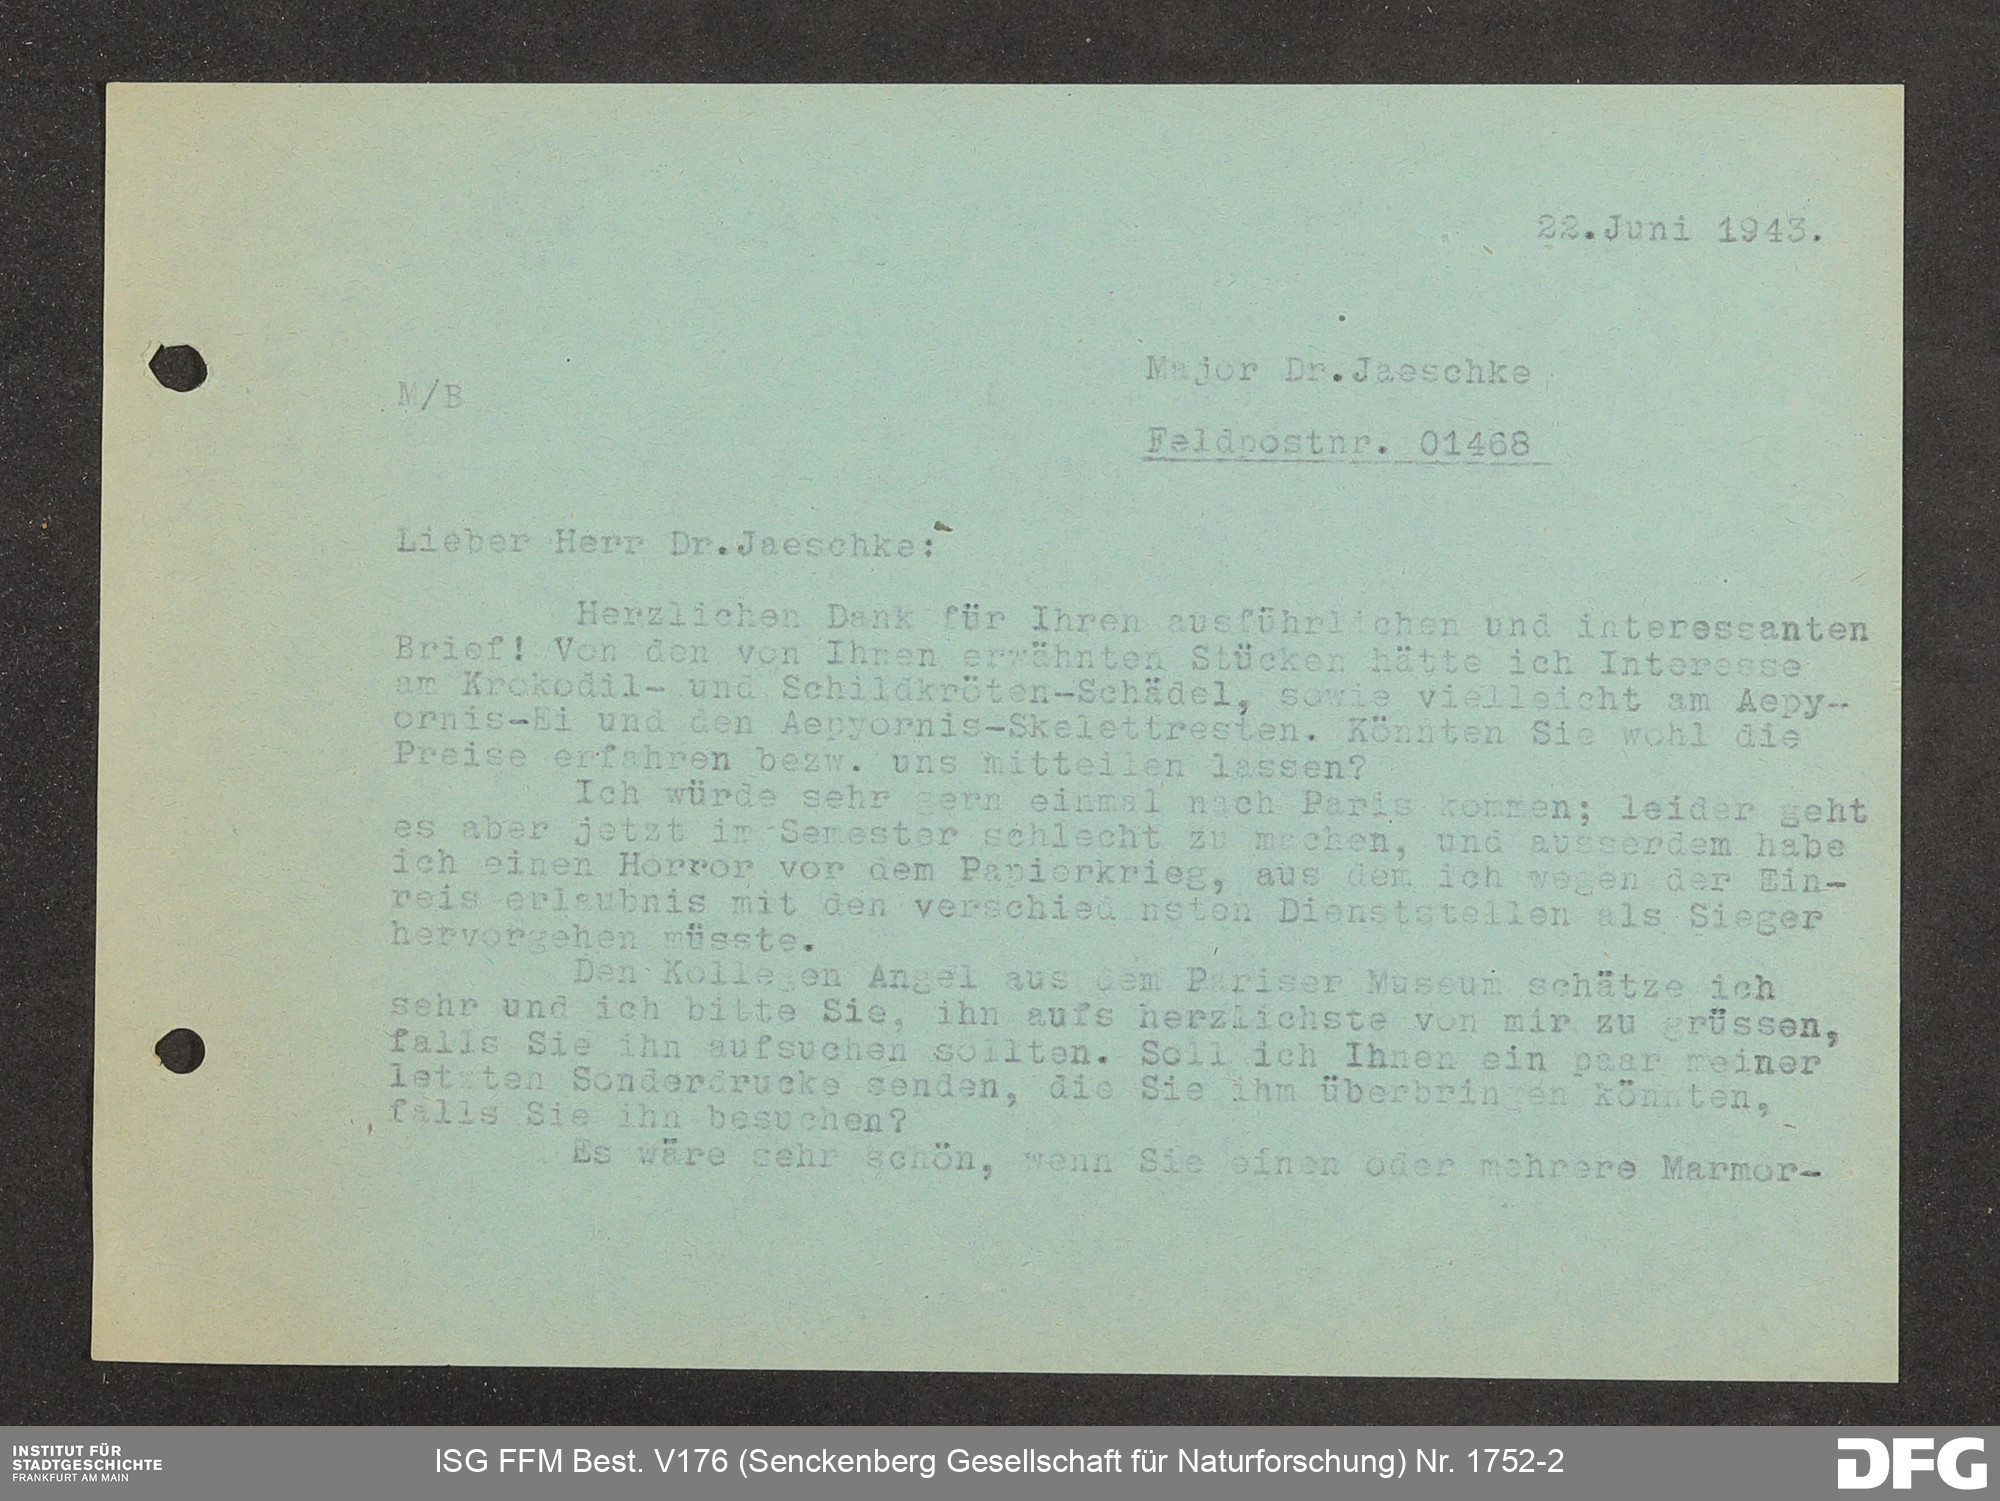 22.Juni 1943.
Major Dr.Jaeschke
M/B
Feldpostnr. 01468
Lieber Herr Dr.Jaeschke:
Herzlichen Dank für Ihren ausführlichen und interessanten
Brief! Von den von Ihnen erwähnten Stücken hätte ich Interesse
am Krokodil- und Schildkröten-Schädel, sowie vielleicht am Aepy-
ornis-Ei und den Aepyornis-Skelettresten. Könnten Sie wohl die
Preise erfahren bezw. uns mitteilen lassen?
Ich würde sehr gern einmal nach Paris kommen; leider geht
es aber jetzt im Semester schlecht zu machen, und ausserdem habe
ich einen Horror vor dem Papierkrieg, aus dem ich wegen der Ein-
reiseerlaubnis mit den verschiedensten Dienststellen als Sieger
hervorgehen müsste.
Den Kollegen Angel aus dem Pariser Museum schätze ich
sehr und ich bitte Sie, ihn aufs herzlichste von mir zu grüssen,
falls Sie ihn aufsuchen sollten. Soll ich Ihnen ein paar meiner
letzten Sonderdrucke senden, die Sie ihm überbringen könnten,
falls Sie ihn besuchen?
Es wäre sehr schön, wenn Sie einen oder mehrere Marmor-
INSTITUT FÜR
STADTGESCHICHTE
FRANKFURT AM MAIN
ISG FFM Best. V176 (Senckenberg Gesellschaft für Naturforschung) Nr. 1752-2
DFG